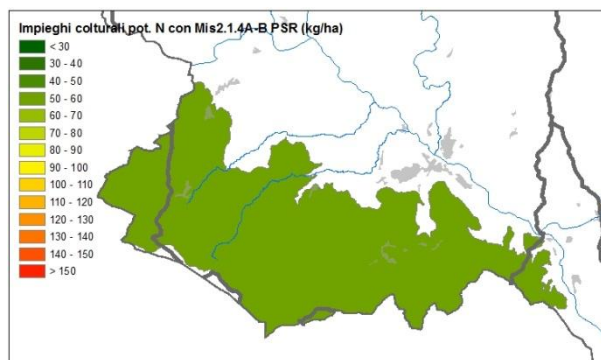 Impieghi colturali pot. N con Mis2.1.4A-B PSR (kg/ha)
< 30
30 - 40
40 - 50
50 - 60
60 - 70
70 - 80
80 - 90
90 - 100
100 - 110
110 - 120
120 - 130
130 - 140
140 - 150
> 150